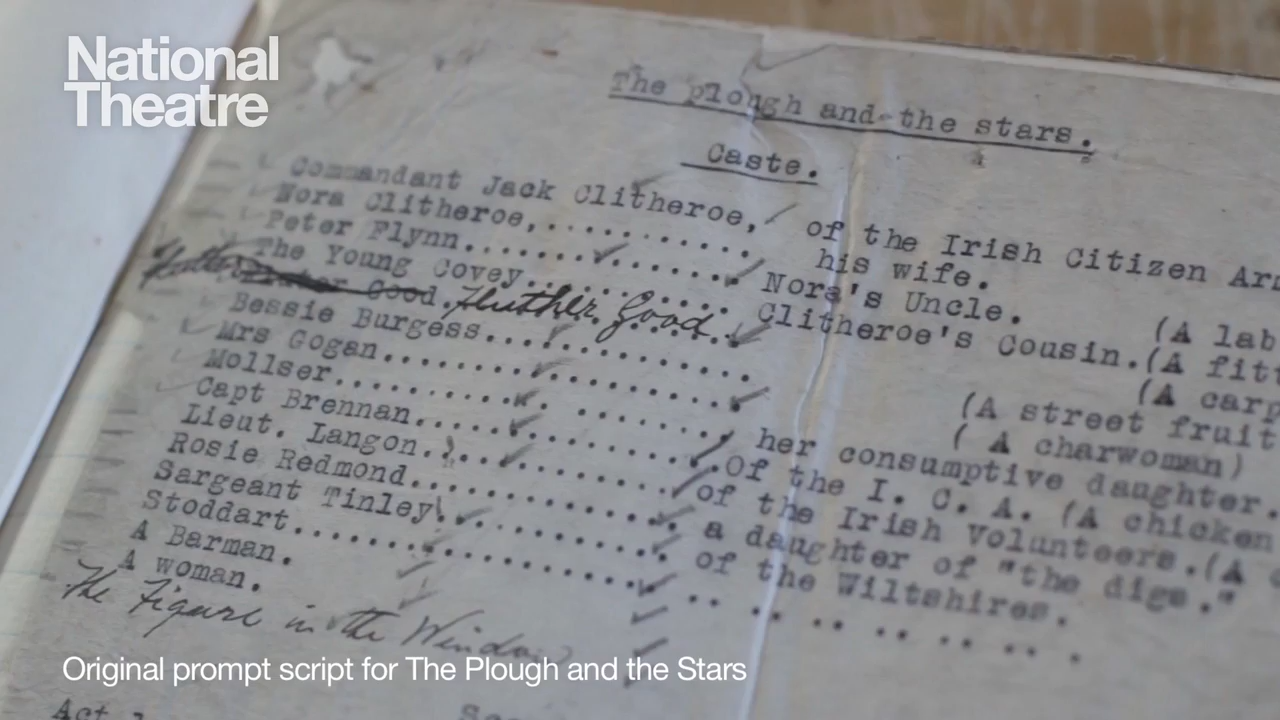 National
Theatre
The plough and the stars.
Caste.
Commandant Jack Clitheroe, of the Irish Citizen
Nora Clitheroe,............ his wife.
Peter Flynn............... Nora's Uncle.
The Young Covey........... Clitheroe's Cousin.(A
Good. Fluther Good. (A
Bessie Burgess............ (A street fruit
Mrs Gogan................. ( A charwoman)
Mollser................... her consumptive daughter.
Capt Brennan.............. Of the I. C. A. (A chicken
Lieut. Langon.)........... of the Irish Volunteers.(A
Rosie Redmond............. a daughter of "the digs."
Sargeant Tinley........... of the Wiltshires.
Stoddart.................. .. .. .. .. .. ..
A Barman.
A woman.
The Figure in the Window
Original prompt script for The Plough and the Stars
Act